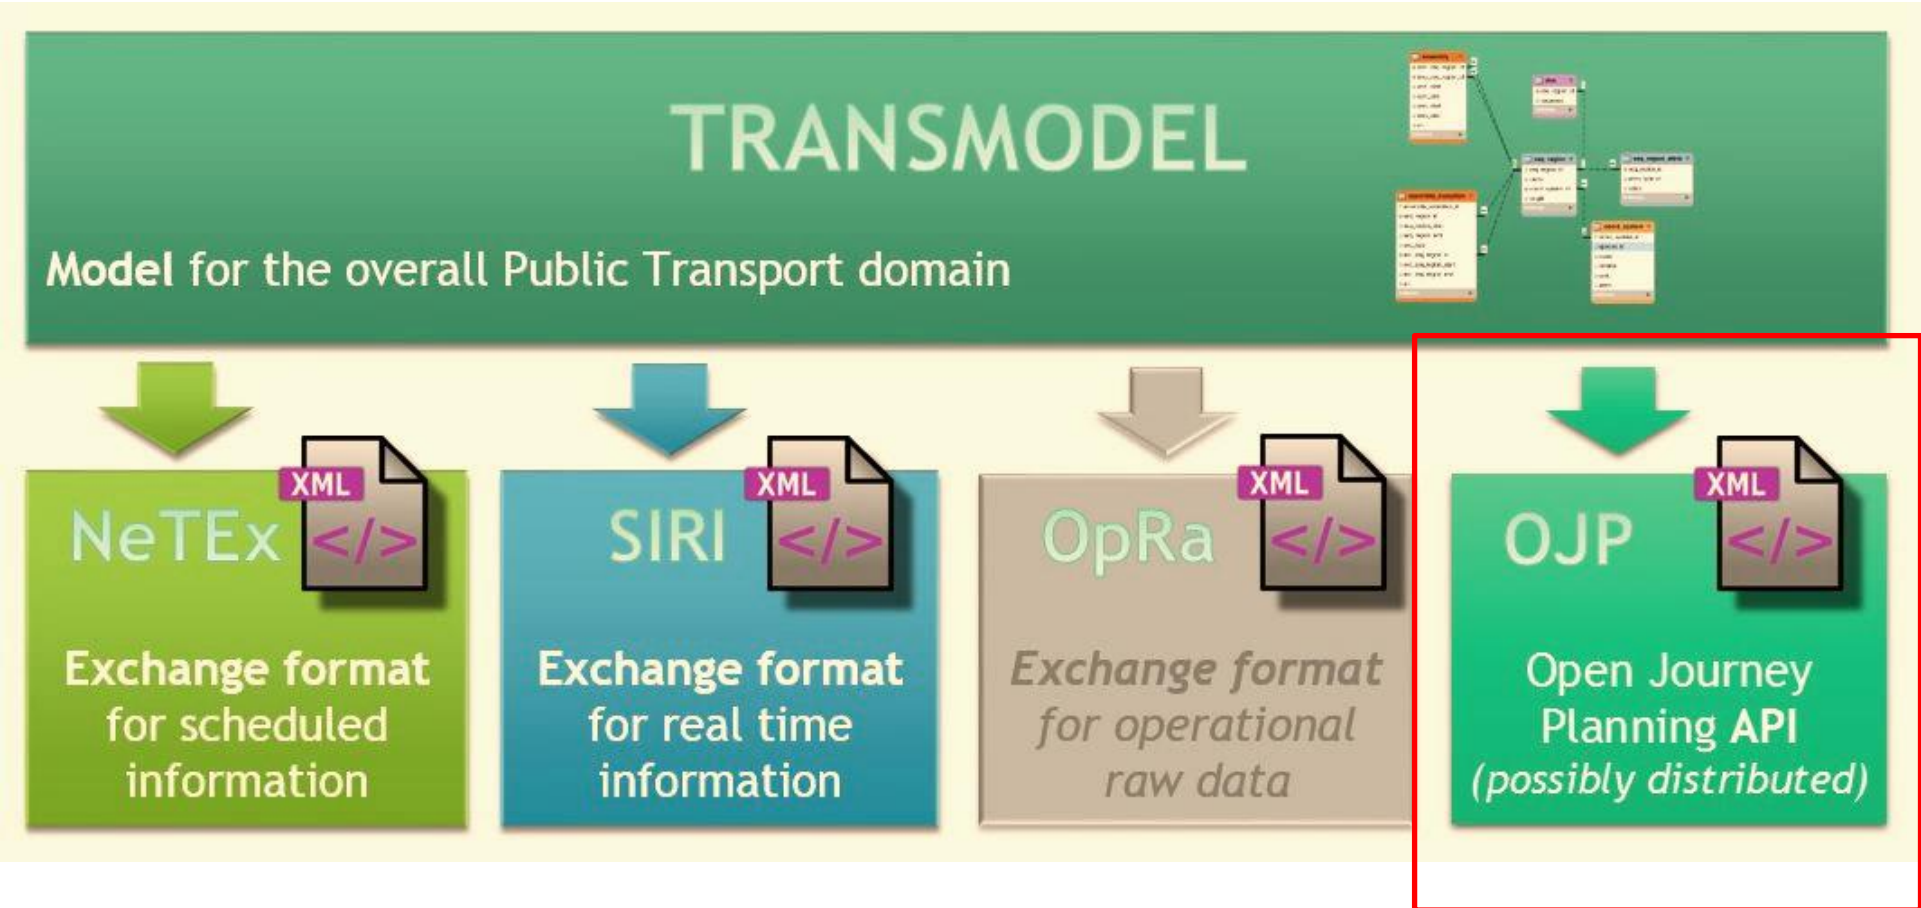 TRANSMODEL
Model for the overall Public Transport domain
XML
</>
NeTEx
Exchange format
for scheduled
information
XML
</>
SIRI
Exchange format
for real time
information
XML
</>
OpRa
Exchange format
for operational
raw data
XML
</>
OJP
Open Journey
Planning API
(possibly distributed)